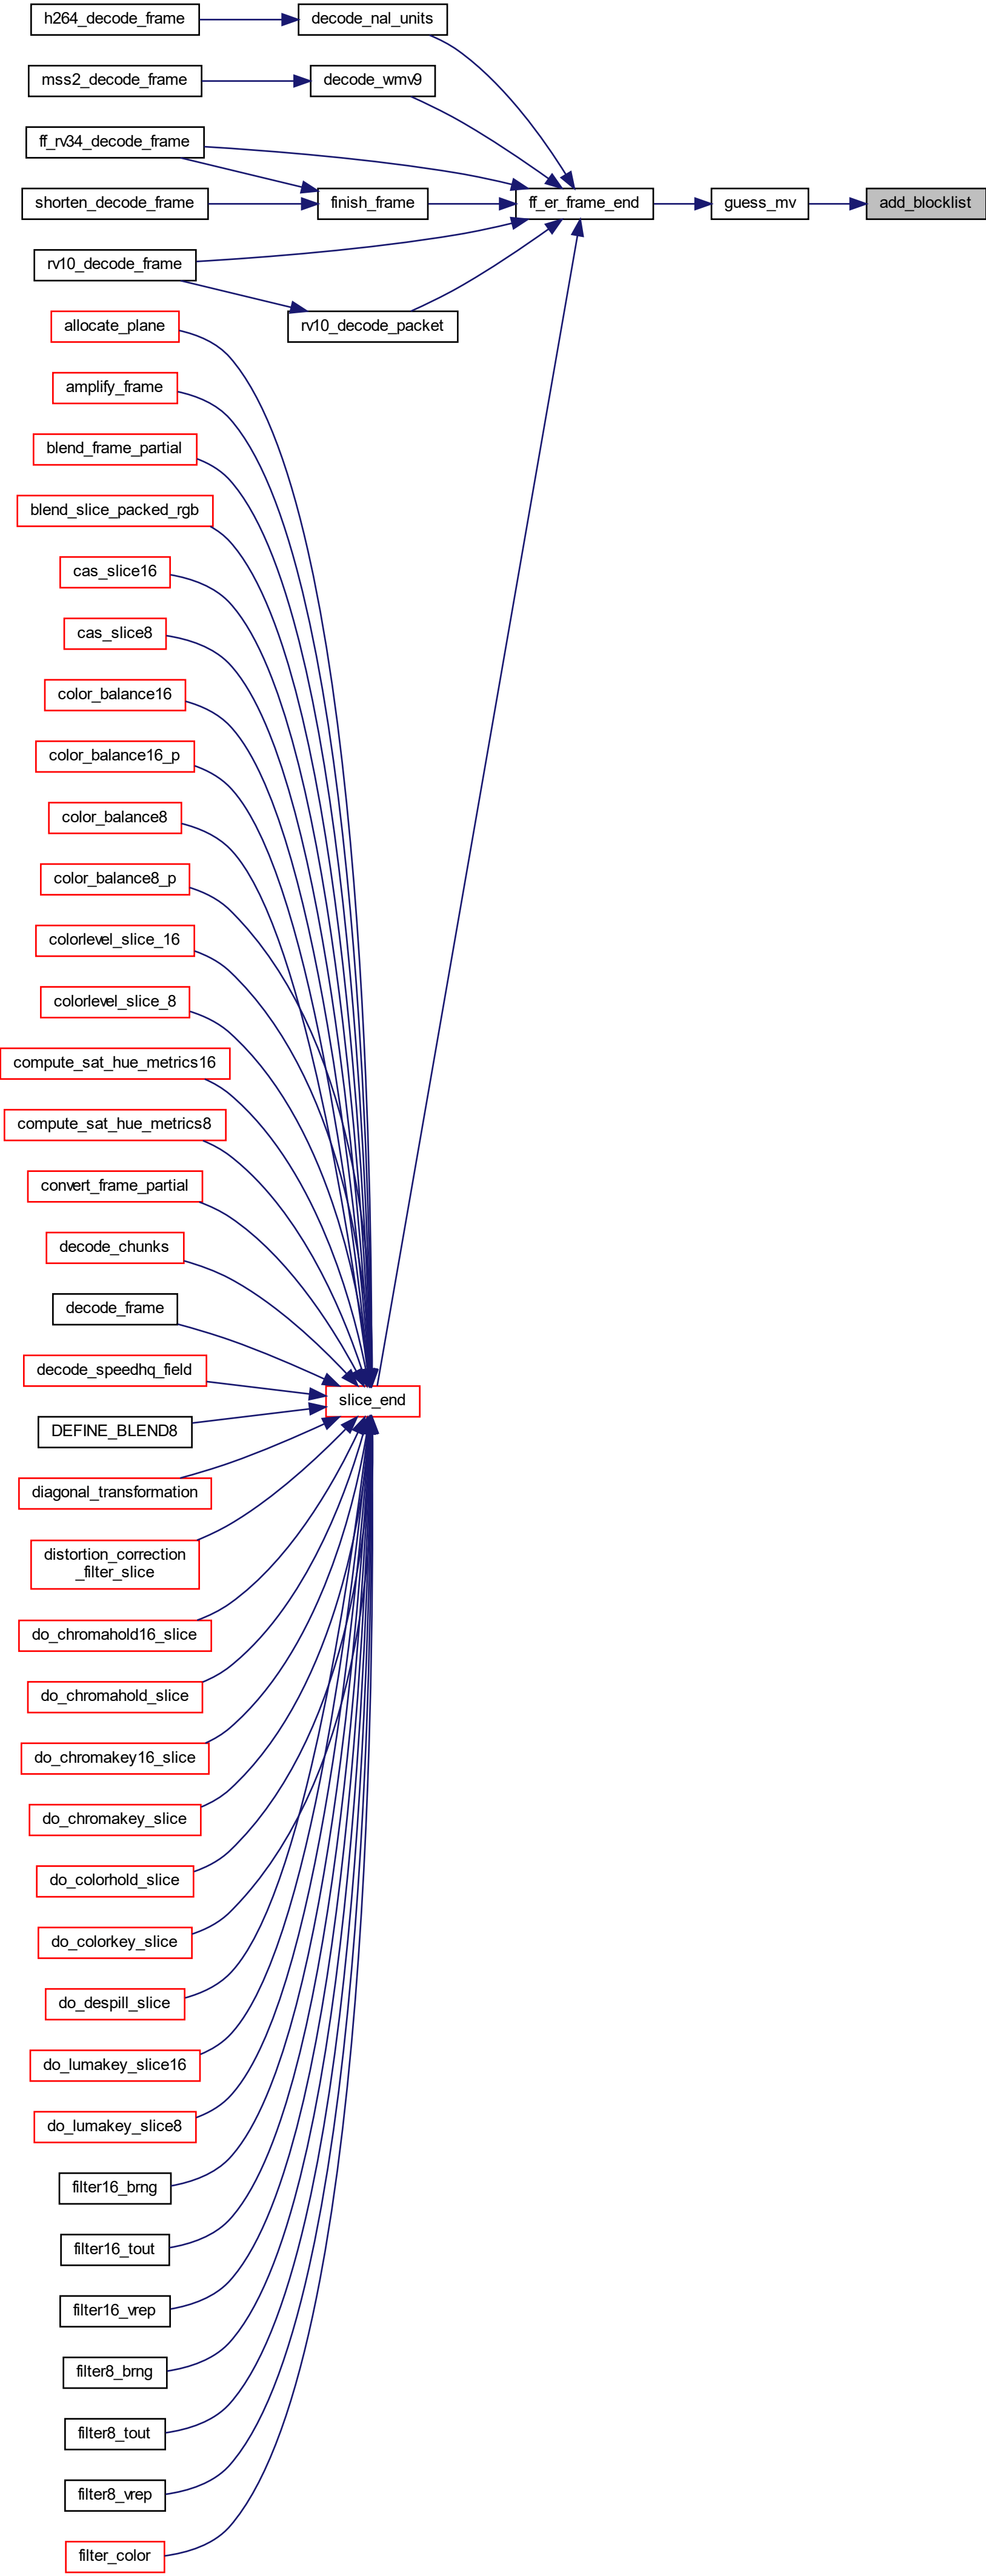 h264_decode_frame
decode_nal_units
mss2_decode_frame
decode_wmv9
ff_rv34_decode_frame
shorten_decode_frame
finish_frame
ff_er_frame_end
guess_mv
add_blocklist
rv10_decode_frame
rv10_decode_packet
allocate_plane
amplify_frame
blend_frame_partial
blend_slice_packed_rgb
cas_slice16
cas_slice8
color_balance16
color_balance16_p
color_balance8
color_balance8_p
colorlevel_slice_16
colorlevel_slice_8
compute_sat_hue_metrics16
compute_sat_hue_metrics8
convert_frame_partial
decode_chunks
decode_frame
decode_speedhq_field
slice_end
DEFINE_BLEND8
diagonal_transformation
distortion_correction
_filter_slice
do_chromahold16_slice
do_chromahold_slice
do_chromakey16_slice
do_chromakey_slice
do_colorhold_slice
do_colorkey_slice
do_despill_slice
do_lumakey_slice16
do_lumakey_slice8
filter16_brng
filter16_tout
filter16_vrep
filter8_brng
filter8_tout
filter8_vrep
filter_color